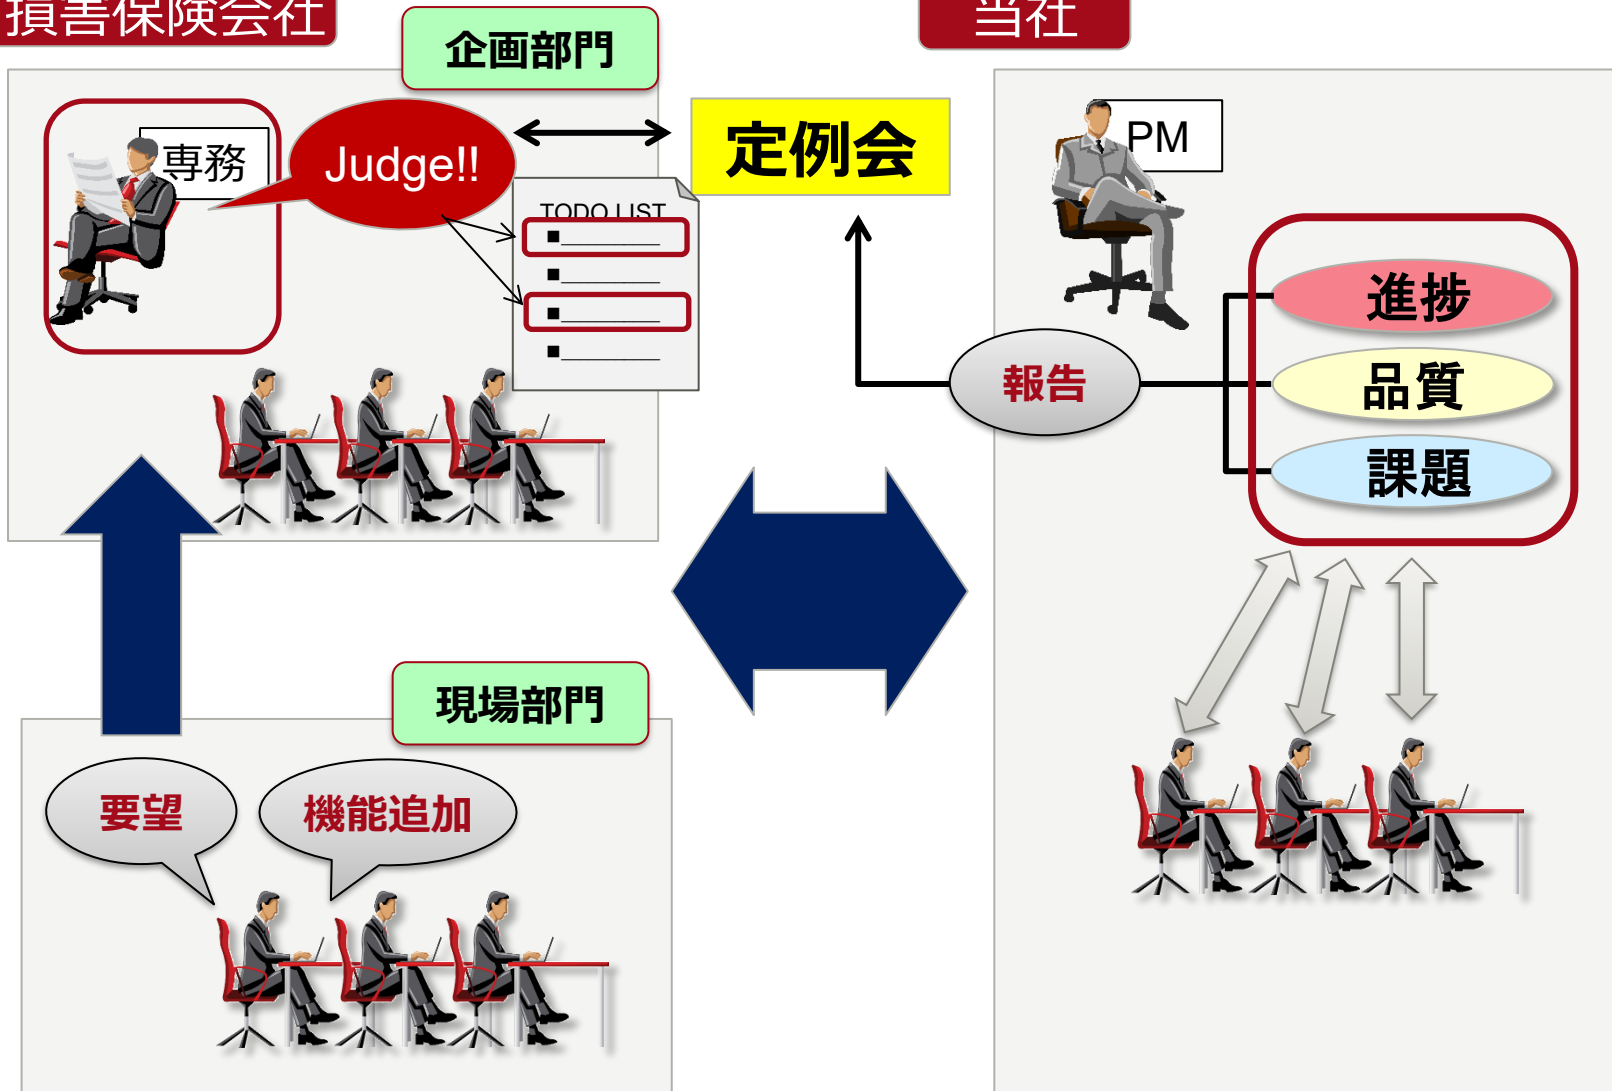 損害保険会社
当社
企画部門
専務
Judge!!
定例会
PM
TODO LIST
■
■
■
■
進捗
報告
品質
課題
現場部門
要望
機能追加